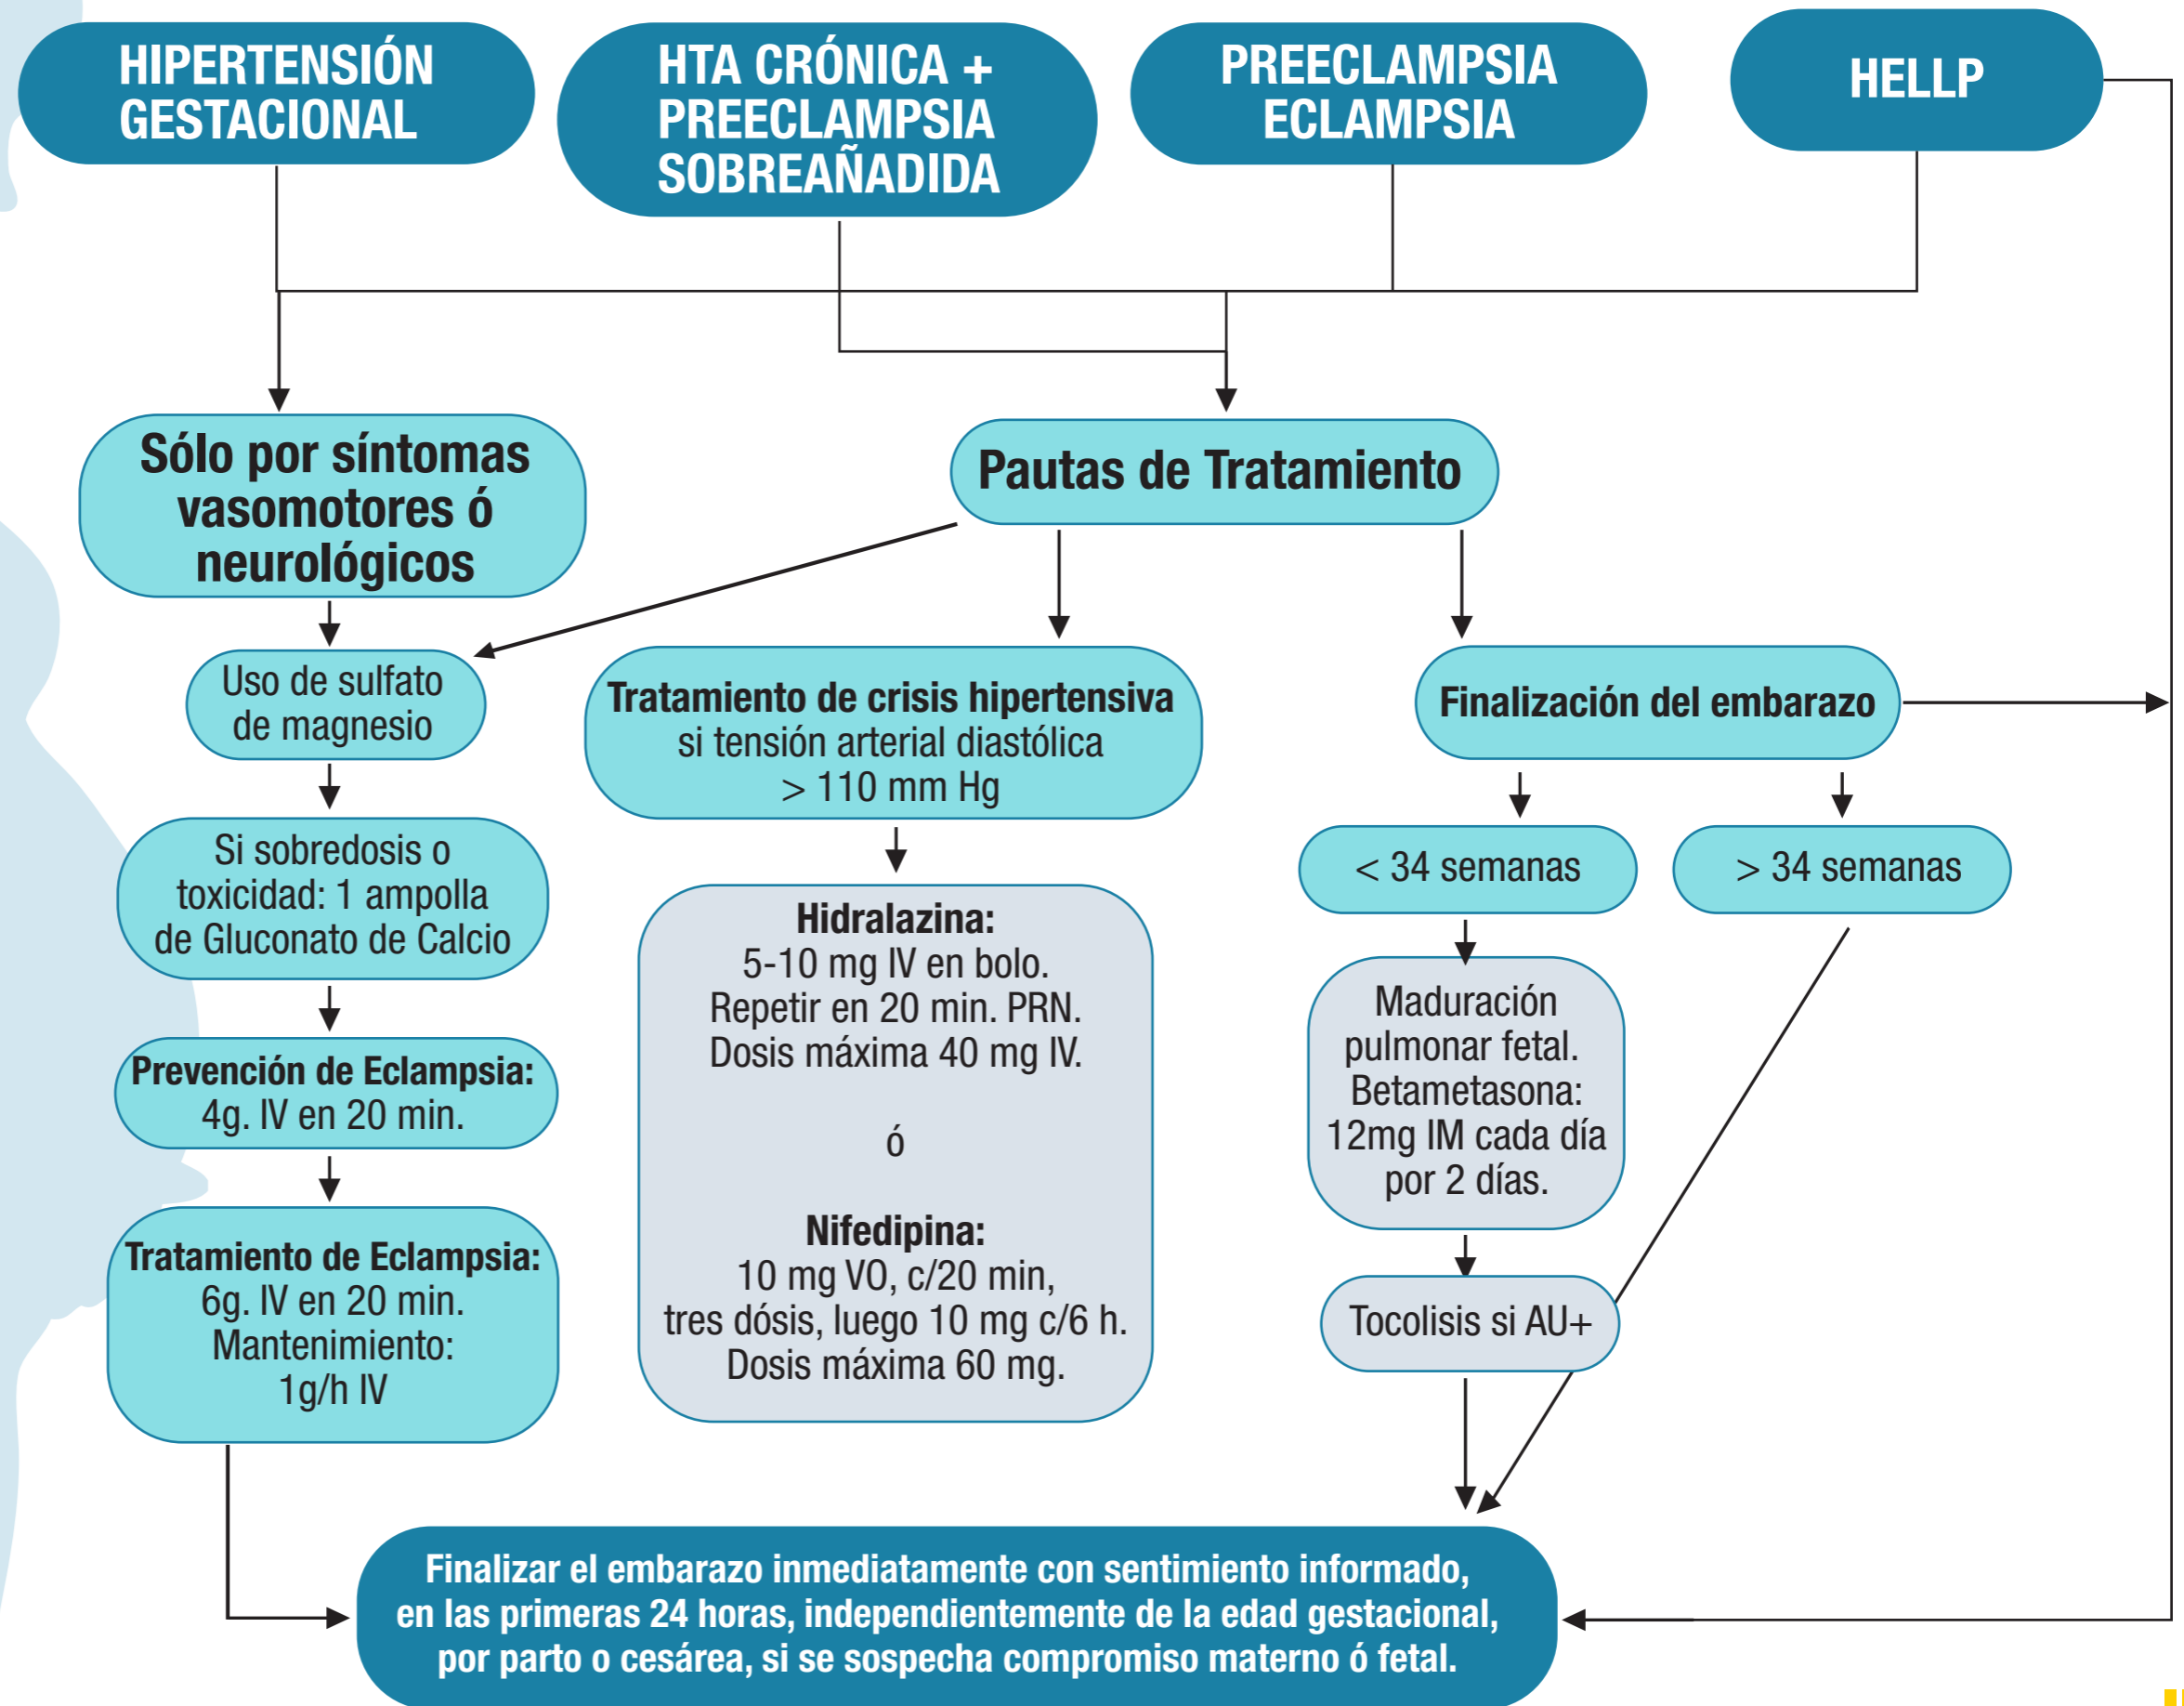 HIPERTENSIÓN
GESTACIONAL
HTA CRÓNICA +
PREECLAMPSIA
SOBREAÑADIDA
PREECLAMPSIA
ECLAMPSIA
HELLP
Sólo por síntomas
vasomotores ó
neurológicos
Pautas de Tratamiento
Uso de sulfato
de magnesio
Tratamiento de crisis hipertensiva
si tensión arterial diastólica
> 110 mm Hg
Finalización del embarazo
Si sobredosis o
toxicidad: 1 ampolla
de Gluconato de Calcio
< 34 semanas
> 34 semanas
Hidralazina:
5-10 mg IV en bolo.
Repetir en 20 min. PRN.
Dosis máxima 40 mg IV.
ó
Nifedipina:
10 mg VO, c/20 min,
tres dósis, luego 10 mg c/6 h.
Dosis máxima 60 mg.
Maduración
pulmonar fetal.
Betametasona:
12mg IM cada día
por 2 días.
Prevención de Eclampsia:
4g. IV en 20 min.
Tratamiento de Eclampsia:
6g. IV en 20 min.
Mantenimiento:
1g/h IV
Tocolisis si AU+
Finalizar el embarazo inmediatamente con sentimiento informado,
en las primeras 24 horas, independientemente de la edad gestacional,
por parto o cesárea, si se sospecha compromiso materno ó fetal.